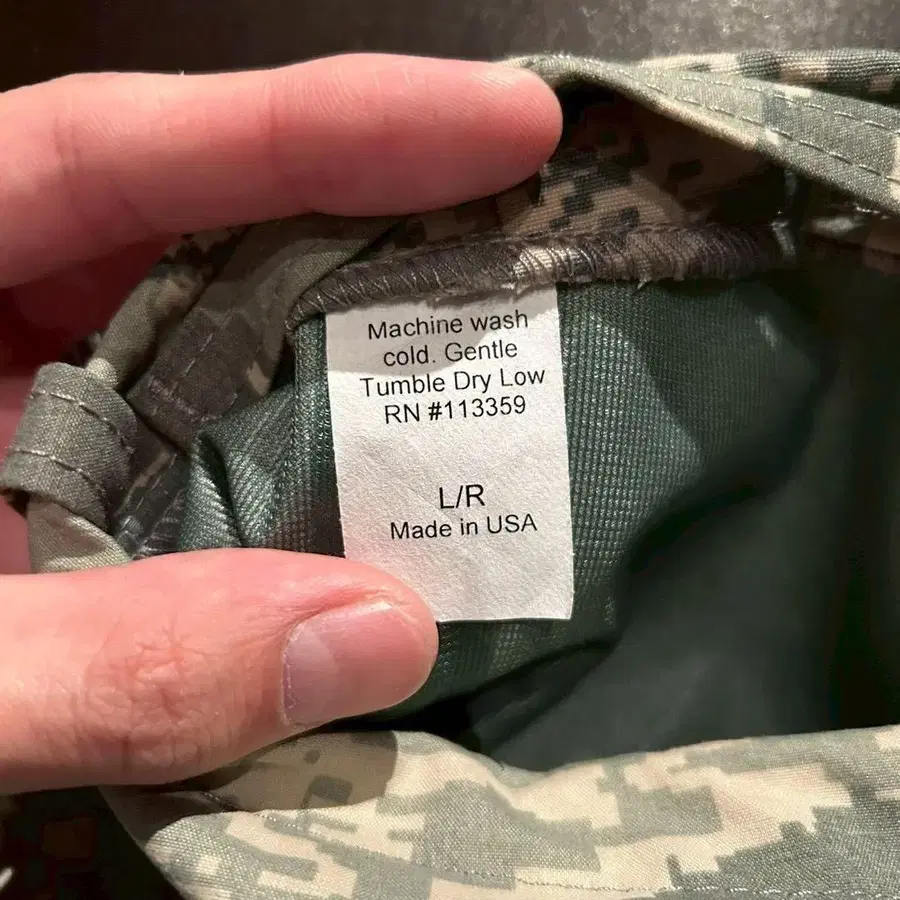 Machine wash
cold. Gentle
Tumble Dry Low
RN #113359
L/R
Made in USA